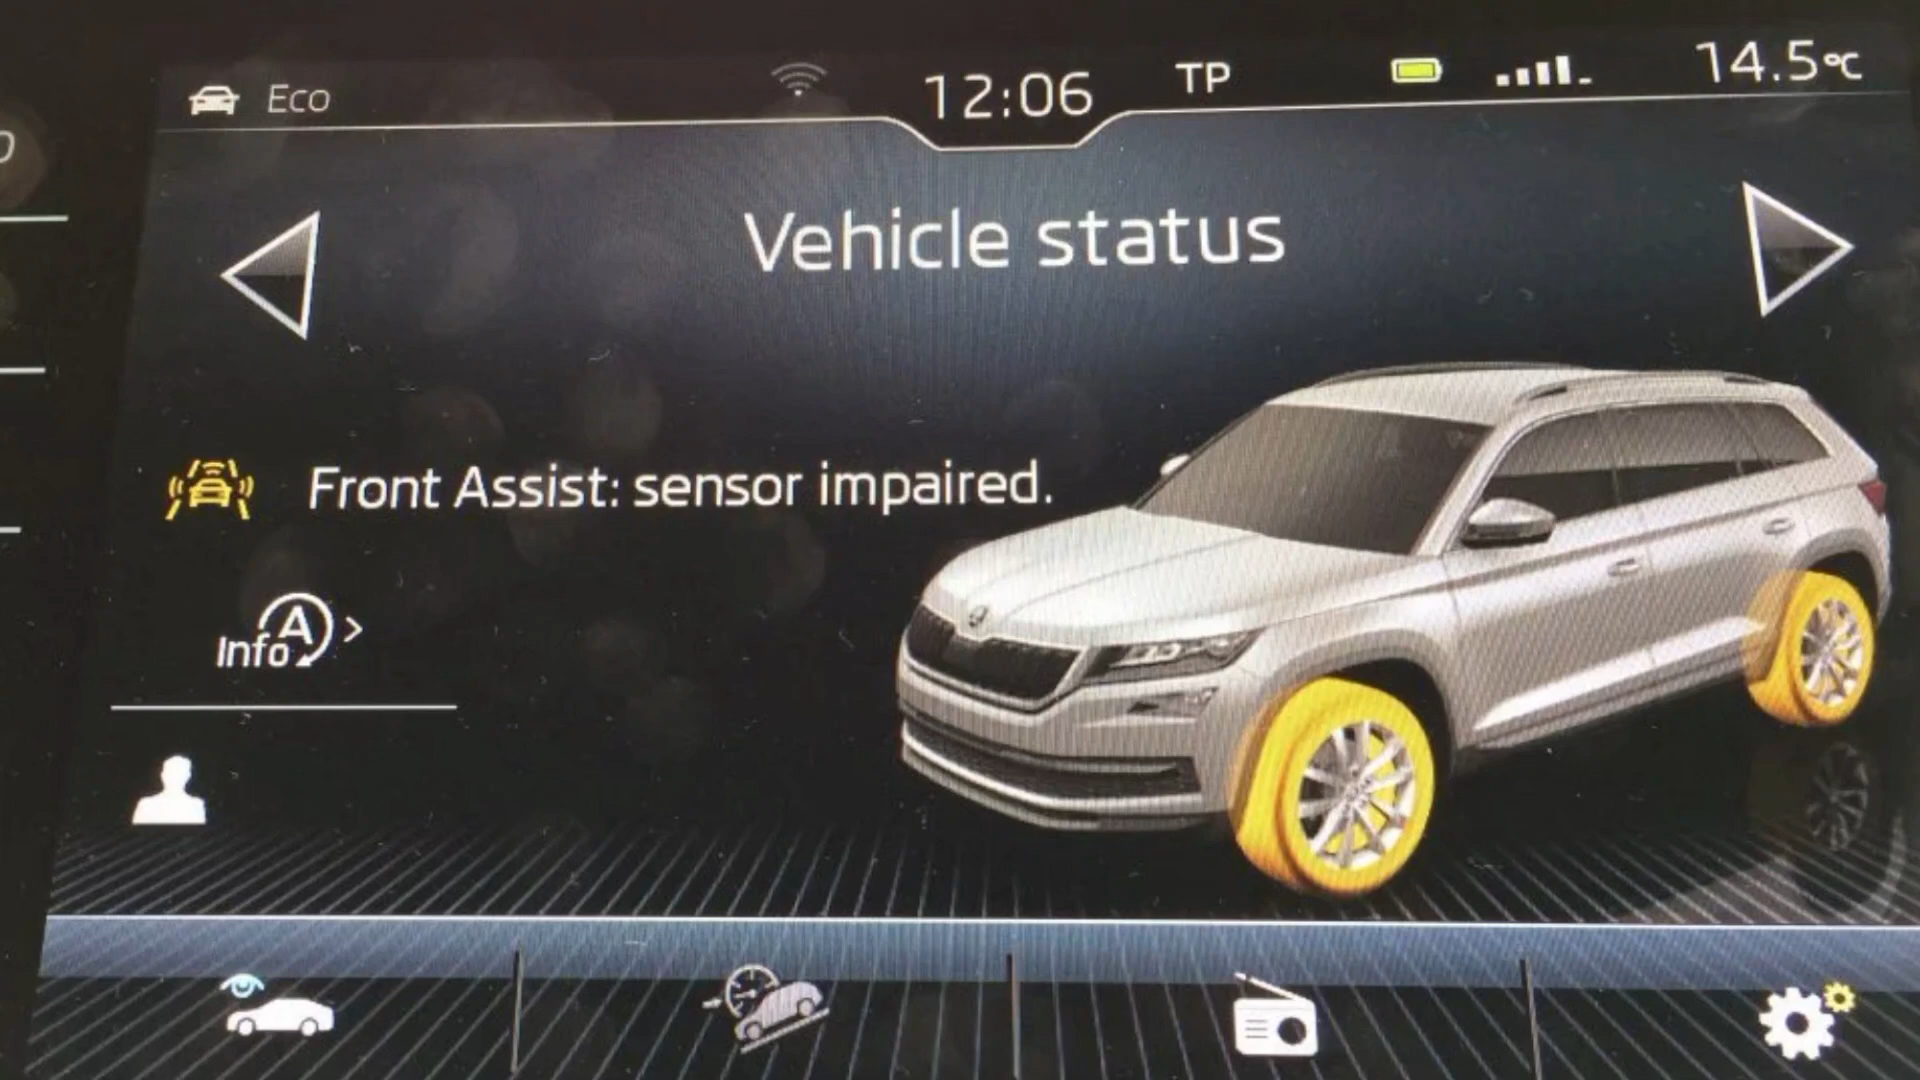 Eco
12:06
TP
14.5°C
Vehicle status
Front Assist: sensor impaired.
Info A >